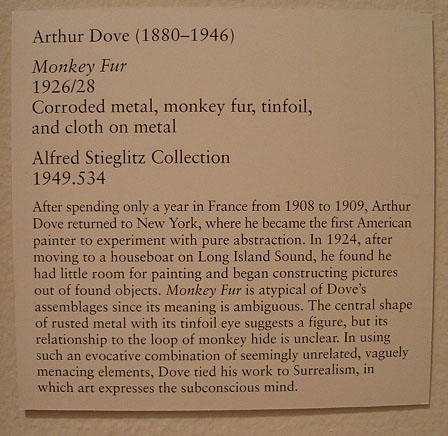 Arthur Dove (1880–1946)
Monkey Fur
1926/28
Corroded metal, monkey fur, tinfoil,
and cloth on metal
Alfred Stieglitz Collection
1949.534
After spending only a year in France from 1908 to 1909, Arthur
Dove returned to New York, where he became the first American
painter to experiment with pure abstraction. In 1924, after
moving to a houseboat on Long Island Sound, he found he
had little room for painting and began constructing pictures
out of found objects. Monkey Fur is atypical of Dove's
assemblages since its meaning is ambiguous. The central shape
of rusted metal with its tinfoil eye suggests a figure, but its
relationship to the loop of monkey hide is unclear. In using
such an evocative combination of seemingly unrelated, vaguely
menacing elements, Dove tied his work to Surrealism, in
which art expresses the subconscious mind.